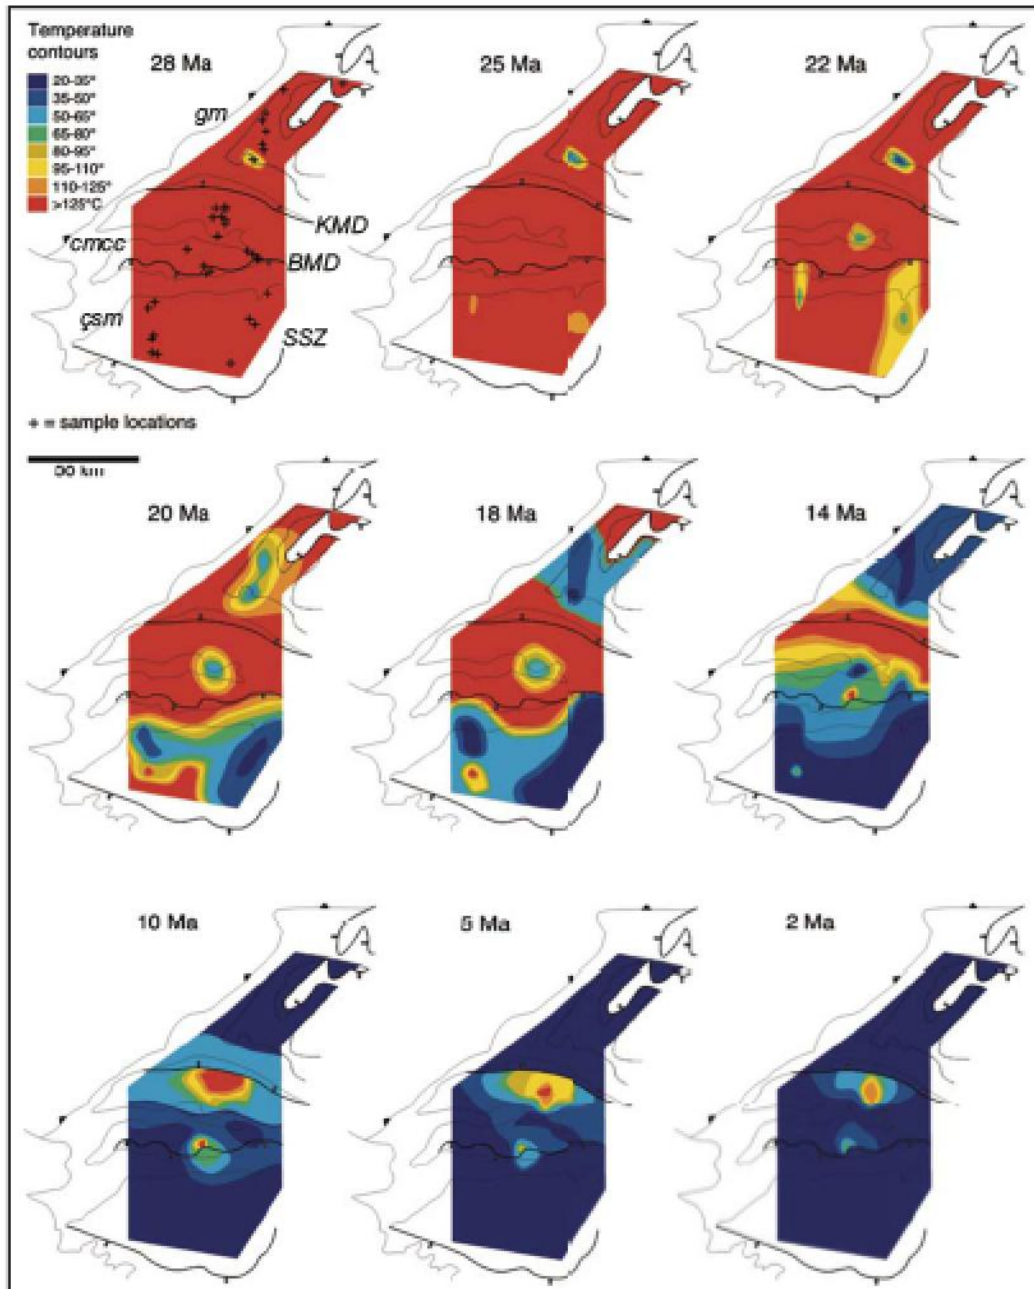 Temperature
contours
20-35°
35-50°
50-65°
65-80°
80-95°
95-110°
110-125°
>125°C
28 Ma
25 Ma
22 Ma
gm
KMD
cmcc
BMD
çsm
SSZ
+ = sample locations
30 km
20 Ma
18 Ma
14 Ma
10 Ma
5 Ma
2 Ma